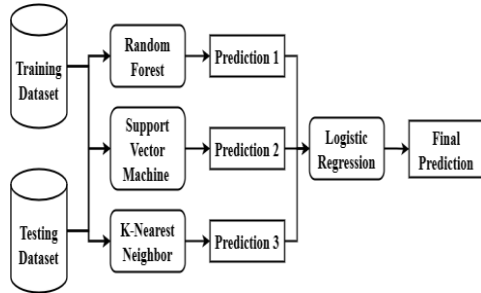 Training
Dataset
Random
Forest
Prediction 1
Support
Vector
Machine
Prediction 2
Logistic
Regression
Final
Prediction
Testing
Dataset
K-Nearest
Neighbor
Prediction 3